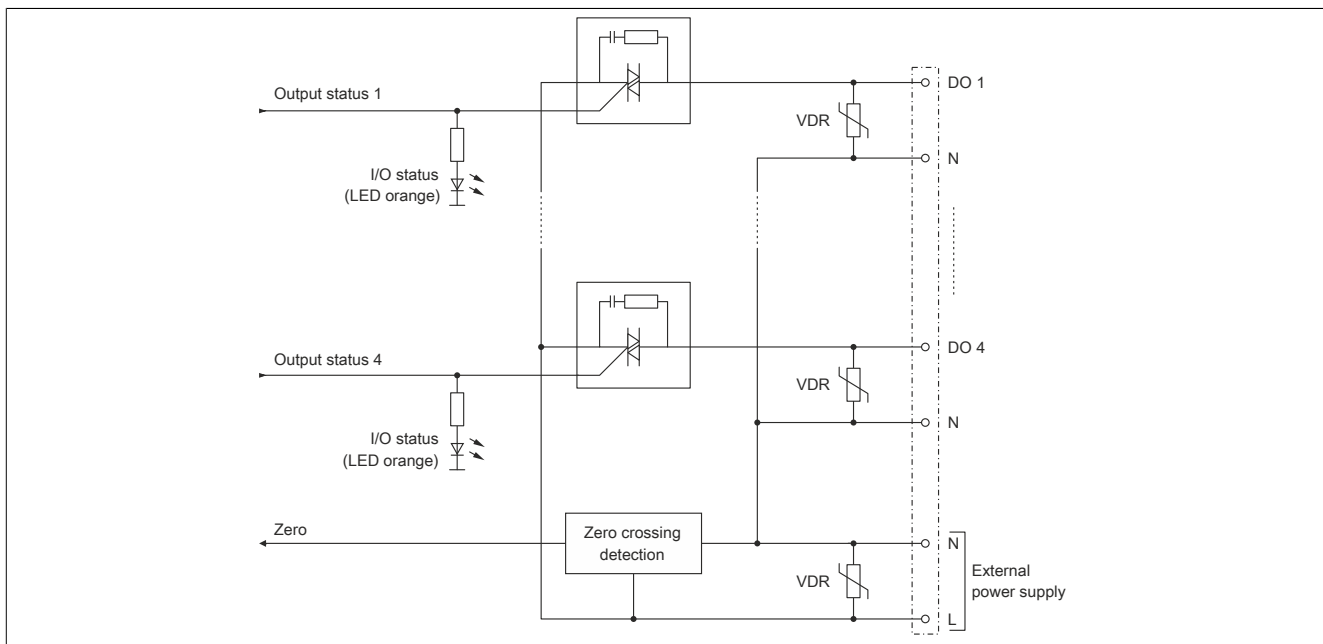 DO 1
Output status 1
VDR
I/O status
(LED orange)
N
DO 4
Output status 4
VDR
I/O status
(LED orange)
N
Zero
Zero crossing
detection
N
VDR
External
power supply
L